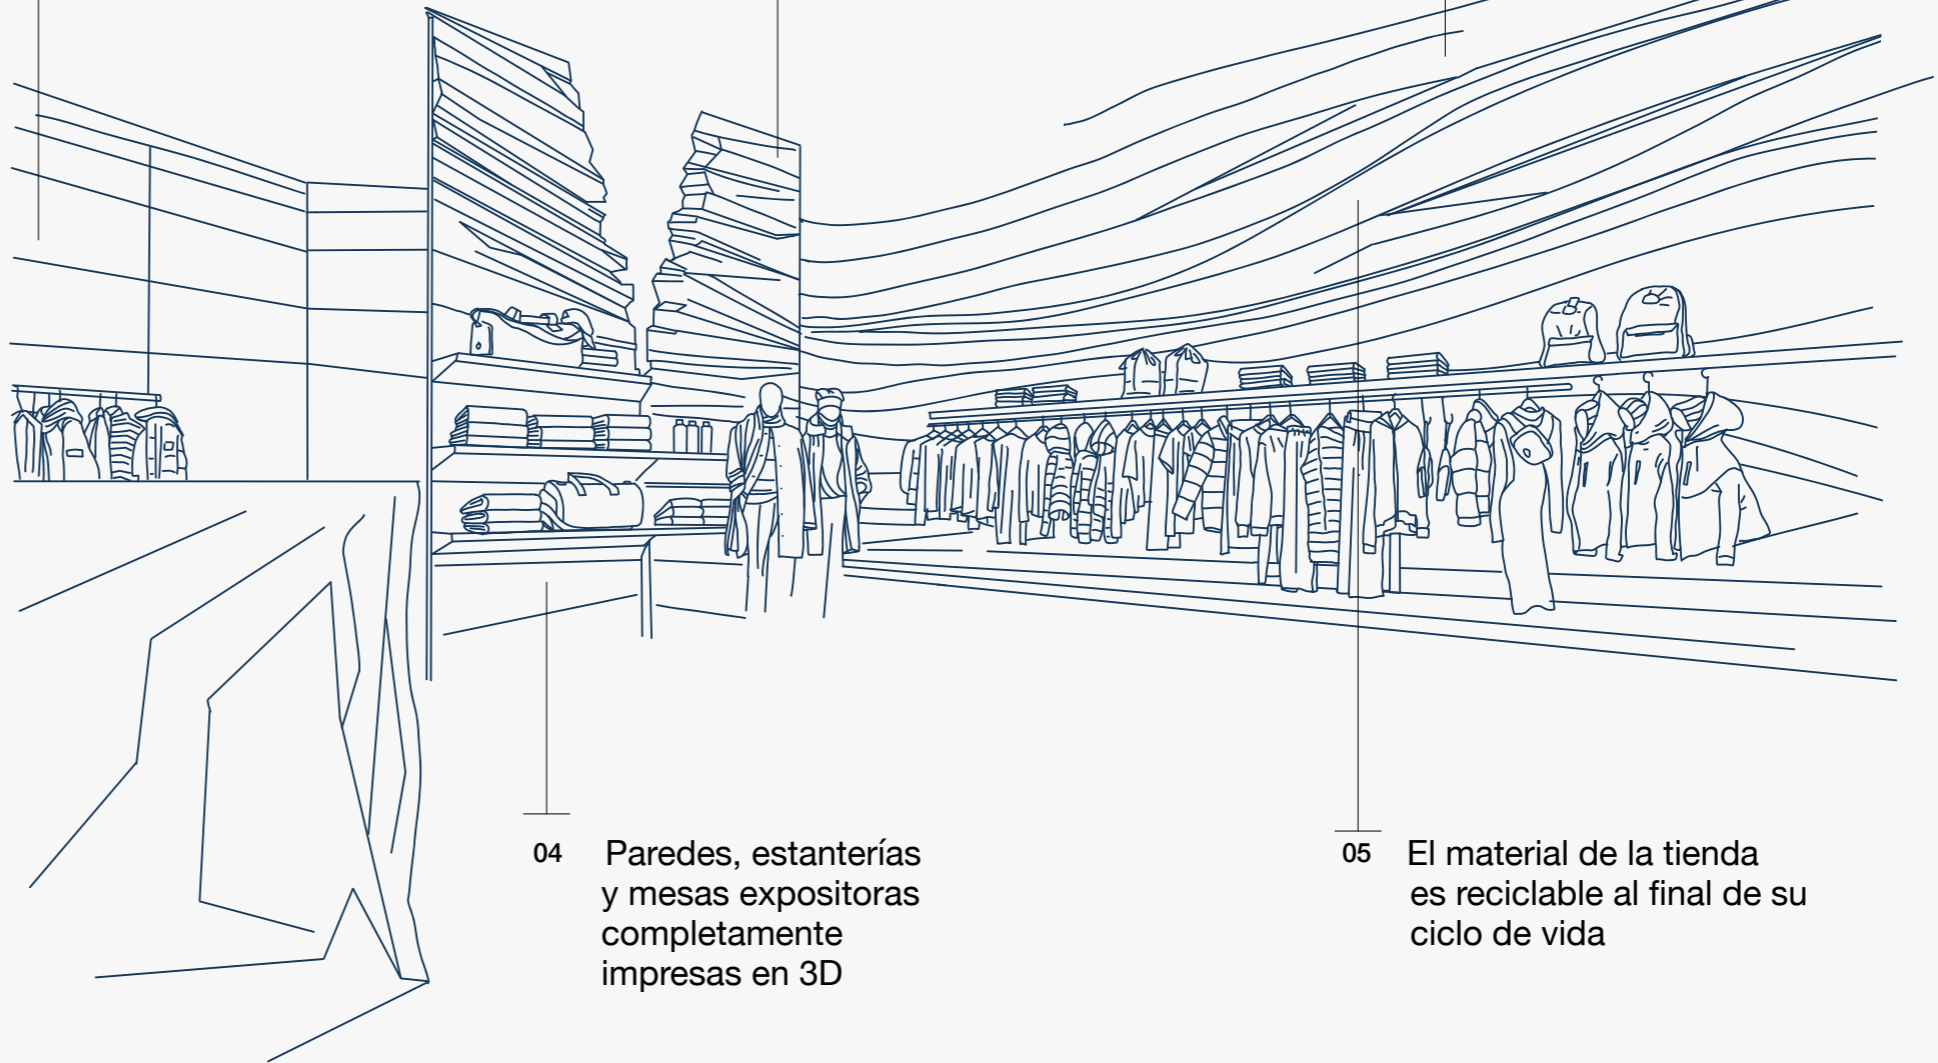 04
Paredes, estanterías
y mesas expositoras
completamente
impresas en 3D
05
El material de la tienda
es reciclable al final de su
ciclo de vida